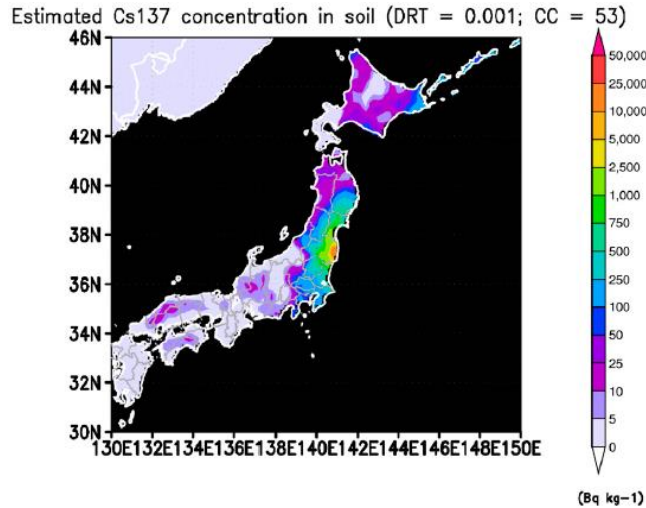 Estimated Cs137 concentration in soil (DRT = 0.001; CC = 53)
46N
44N
42N
40N
38N
36N
34N
32N
30N
130E132E134E136E138E140E142E144E146E148E150E
50,000
25,000
10,000
5,000
2,500
1,000
750
500
250
100
50
25
10
5
0
(Bq kg-1)